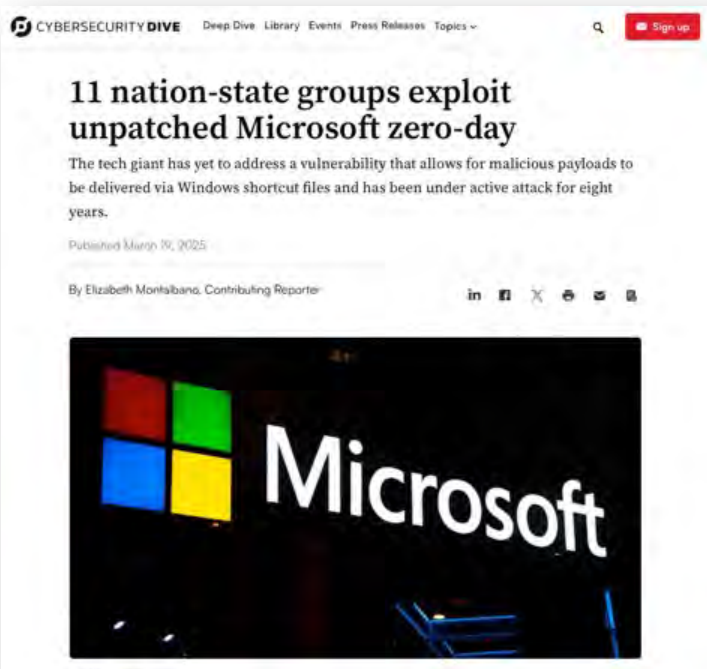 CYBERSECURITY DIVE Deep Dive Library Events Press Releases Topics Sign up
11 nation-state groups exploit
unpatched Microsoft zero-day
The tech giant has yet to address a vulnerability that allows for malicious payloads to
be delivered via Windows shortcut files and has been under active attack for eight
years.
Published March 19, 2025
By Elizabeth Montalbano, Contributing Reporter
Microsoft